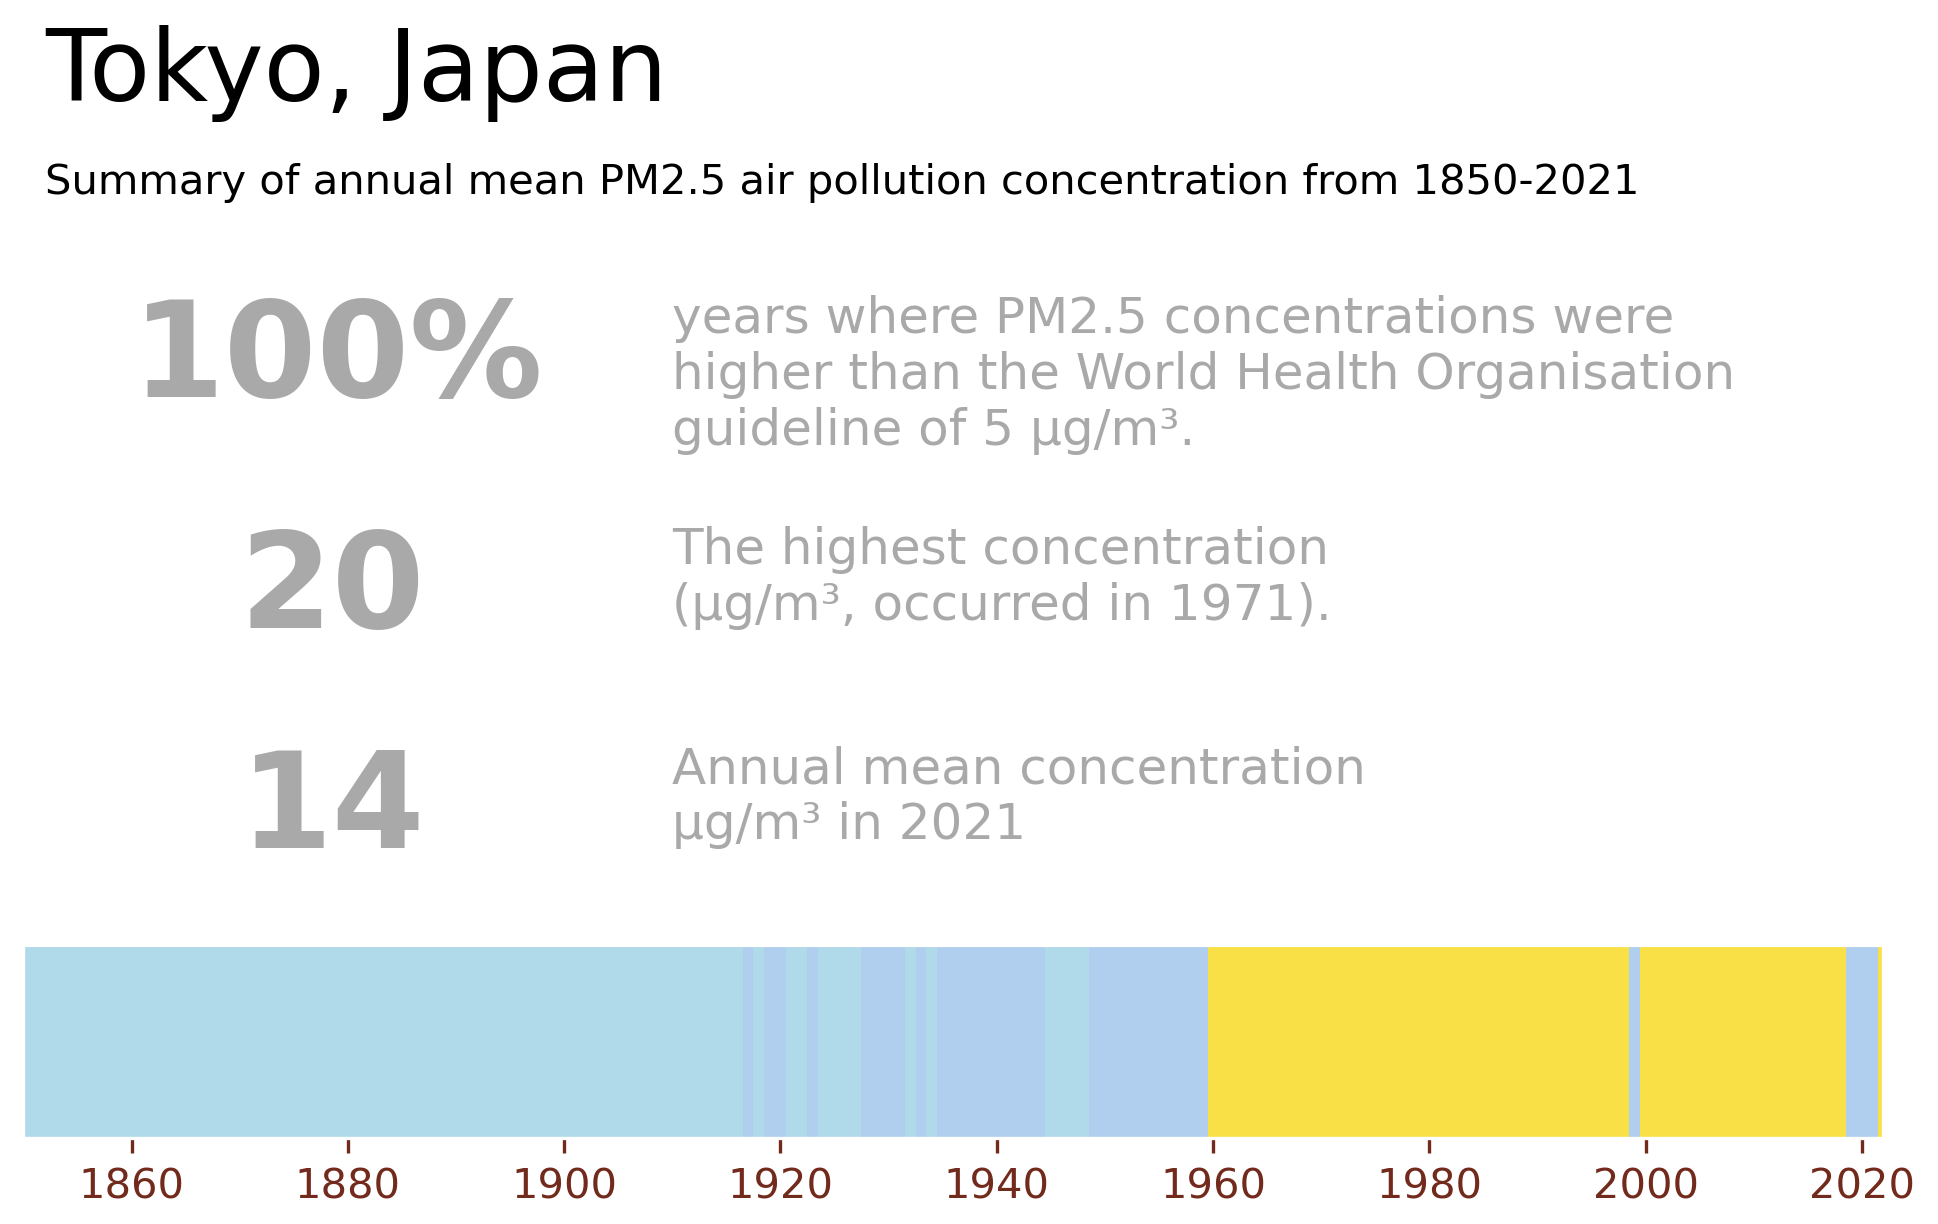 Tokyo, Japan
Summary of annual mean PM2.5 air pollution concentration from 1850-2021
100%
years where PM2.5 concentrations were
higher than the World Health Organisation
guideline of 5 µg/m³.
20
The highest concentration
(µg/m³, occurred in 1971).
14
Annual mean concentration
µg/m³ in 2021
1860 1880 1900 1920 1940 1960 1980 2000 2020